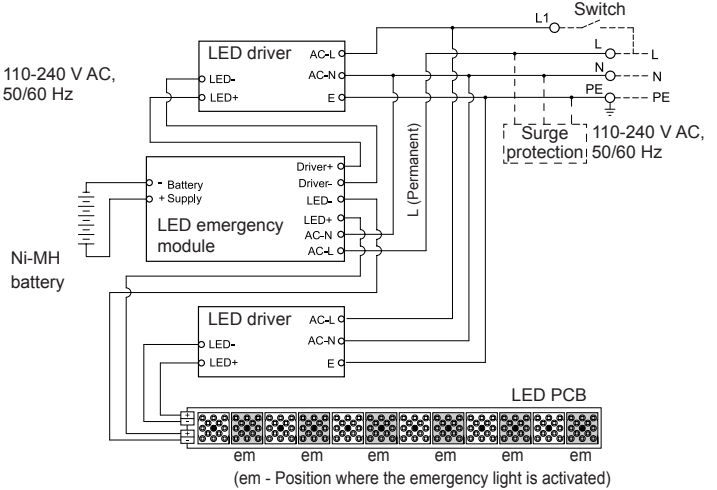 Switch
L1
LED driver
AC-L
L
L
110-240 V AC,
50/60 Hz
LED-
AC-N
N
N
LED+
E
PE
PE
Surge
protection
110-240 V AC,
50/60 Hz
L (Permanent)
Driver+
- Battery
Driver-
+ Supply
LED-
LED emergency
module
LED+
AC-N
AC-L
Ni-MH
battery
LED driver
AC-L
LED-
AC-N
LED+
E
LED PCB
+
-
+
-
em em em em em em
(em - Position where the emergency light is activated)